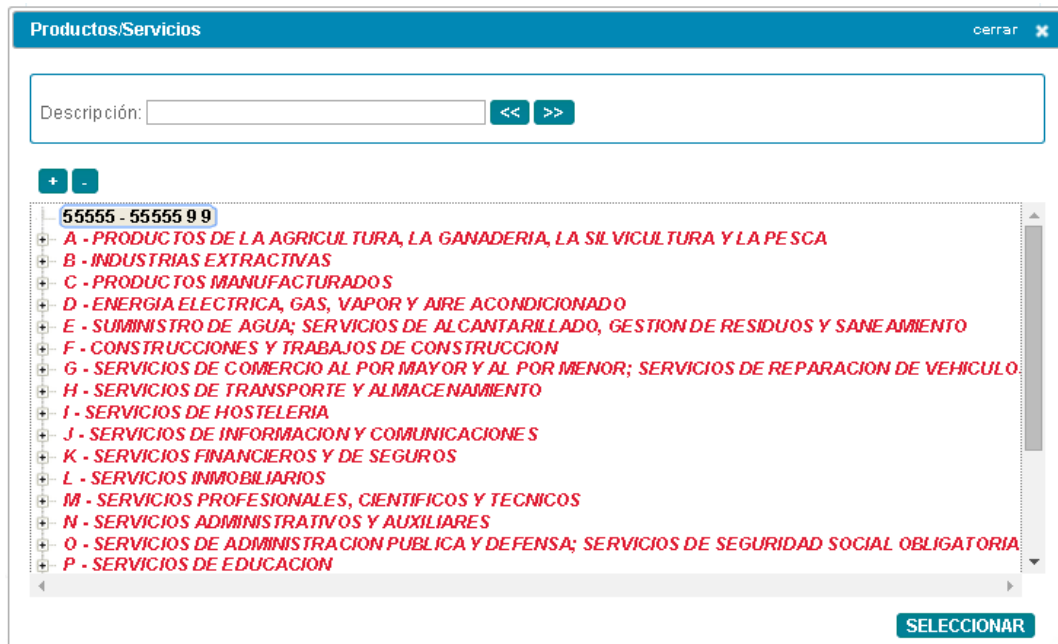 Productos/Servicios cerrar ✖
Descripción: << >>
+ -
55555 - 55555 9 9
A - PRODUCTOS DE LA AGRICULTURA, LA GANADERIA, LA SILVICULTURA Y LA PESCA
B - INDUSTRIAS EXTRACTIVAS
C - PRODUCTOS MANUFACTURADOS
D - ENERGIA ELECTRICA, GAS, VAPOR Y AIRE ACONDICIONADO
E - SUMINISTRO DE AGUA; SERVICIOS DE ALCANTARILLADO, GESTION DE RESIDUOS Y SANEAMIENTO
F - CONSTRUCCIONES Y TRABAJOS DE CONSTRUCCION
G - SERVICIOS DE COMERCIO AL POR MAYOR Y AL POR MENOR; SERVICIOS DE REPARACION DE VEHICULO
H - SERVICIOS DE TRANSPORTE Y ALMACENAMIENTO
I - SERVICIOS DE HOSTELERIA
J - SERVICIOS DE INFORMACION Y COMUNICACIONES
K - SERVICIOS FINANCIEROS Y DE SEGUROS
L - SERVICIOS INMOBILIARIOS
M - SERVICIOS PROFESIONALES, CIENTIFICOS Y TECNICOS
N - SERVICIOS ADMINISTRATIVOS Y AUXILIARES
O - SERVICIOS DE ADMINISTRACION PUBLICA Y DEFENSA; SERVICIOS DE SEGURIDAD SOCIAL OBLIGATORIA
P - SERVICIOS DE EDUCACION
SELECCIONAR